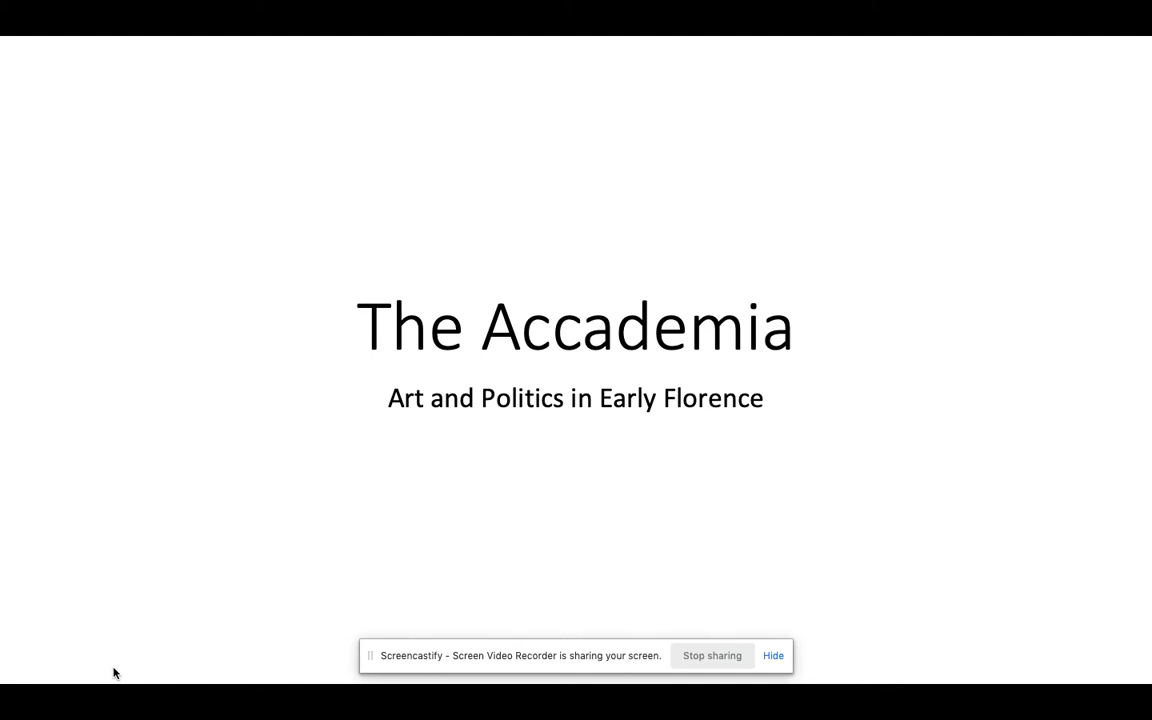 The Accademia
Art and Politics in Early Florence
Screencastify - Screen Video Recorder is sharing your screen. Stop sharing Hide